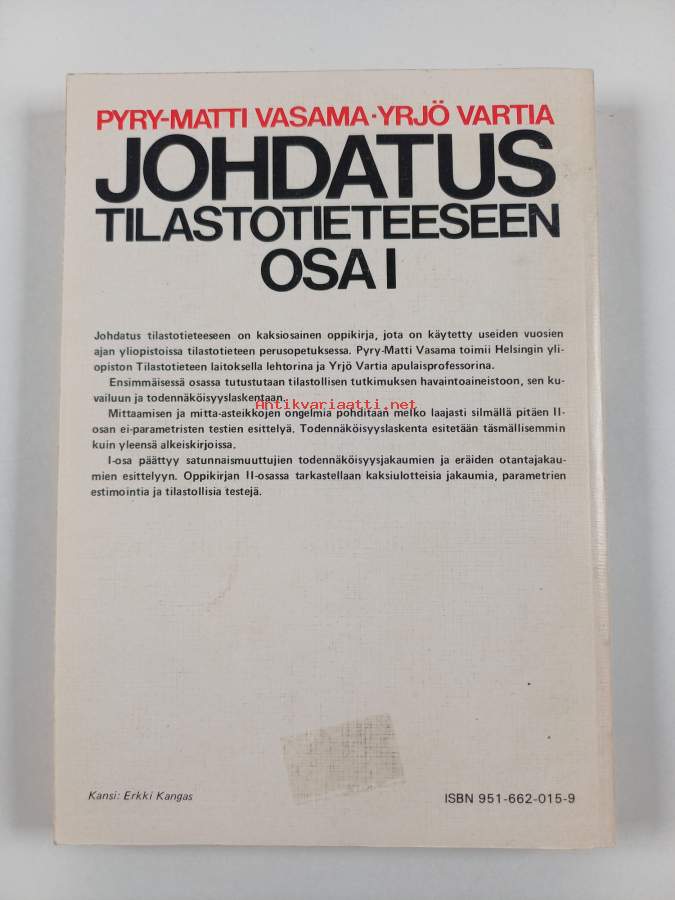 PYRY-MATTI VASAMA·YRJÖ VARTIA
JOHDATUS
TILASTOTIETEESEEN
OSA I
Johdatus tilastotieteeseen on kaksiosainen oppikirja, jota on käytetty useiden vuosien
ajan yliopistoissa tilastotieteen perusopetuksessa. Pyry-Matti Vasama toimii Helsingin yli-
opiston Tilastotieteen laitoksella lehtorina ja Yrjö Vartia apulaisprofessorina.
Ensimmäisessä osassa tutustutaan tilastollisen tutkimuksen havaintoaineistoon, sen ku-
vailuun ja todennäköisyyslaskentaan.
Antikvariaatti.net
Mittaamisen ja mitta-asteikkojen ongelmia pohditaan melko laajasti silmällä pitäen II-
osan ei-parametristen testien esittelyä. Todennäköisyyslaskenta esitetään täsmällisemmin
kuin yleensä alkeiskirjoissa.
I-osa päättyy satunnaismuuttujien todennäköisyysjakaumien ja eräiden otantajakau-
mien esittelyyn. Oppikirjan II-osassa tarkastellaan kaksiulotteisia jakaumia, parametrien
estimointia ja tilastollisia testejä.
Kansi: Erkki Kangas
ISBN 951-662-015-9